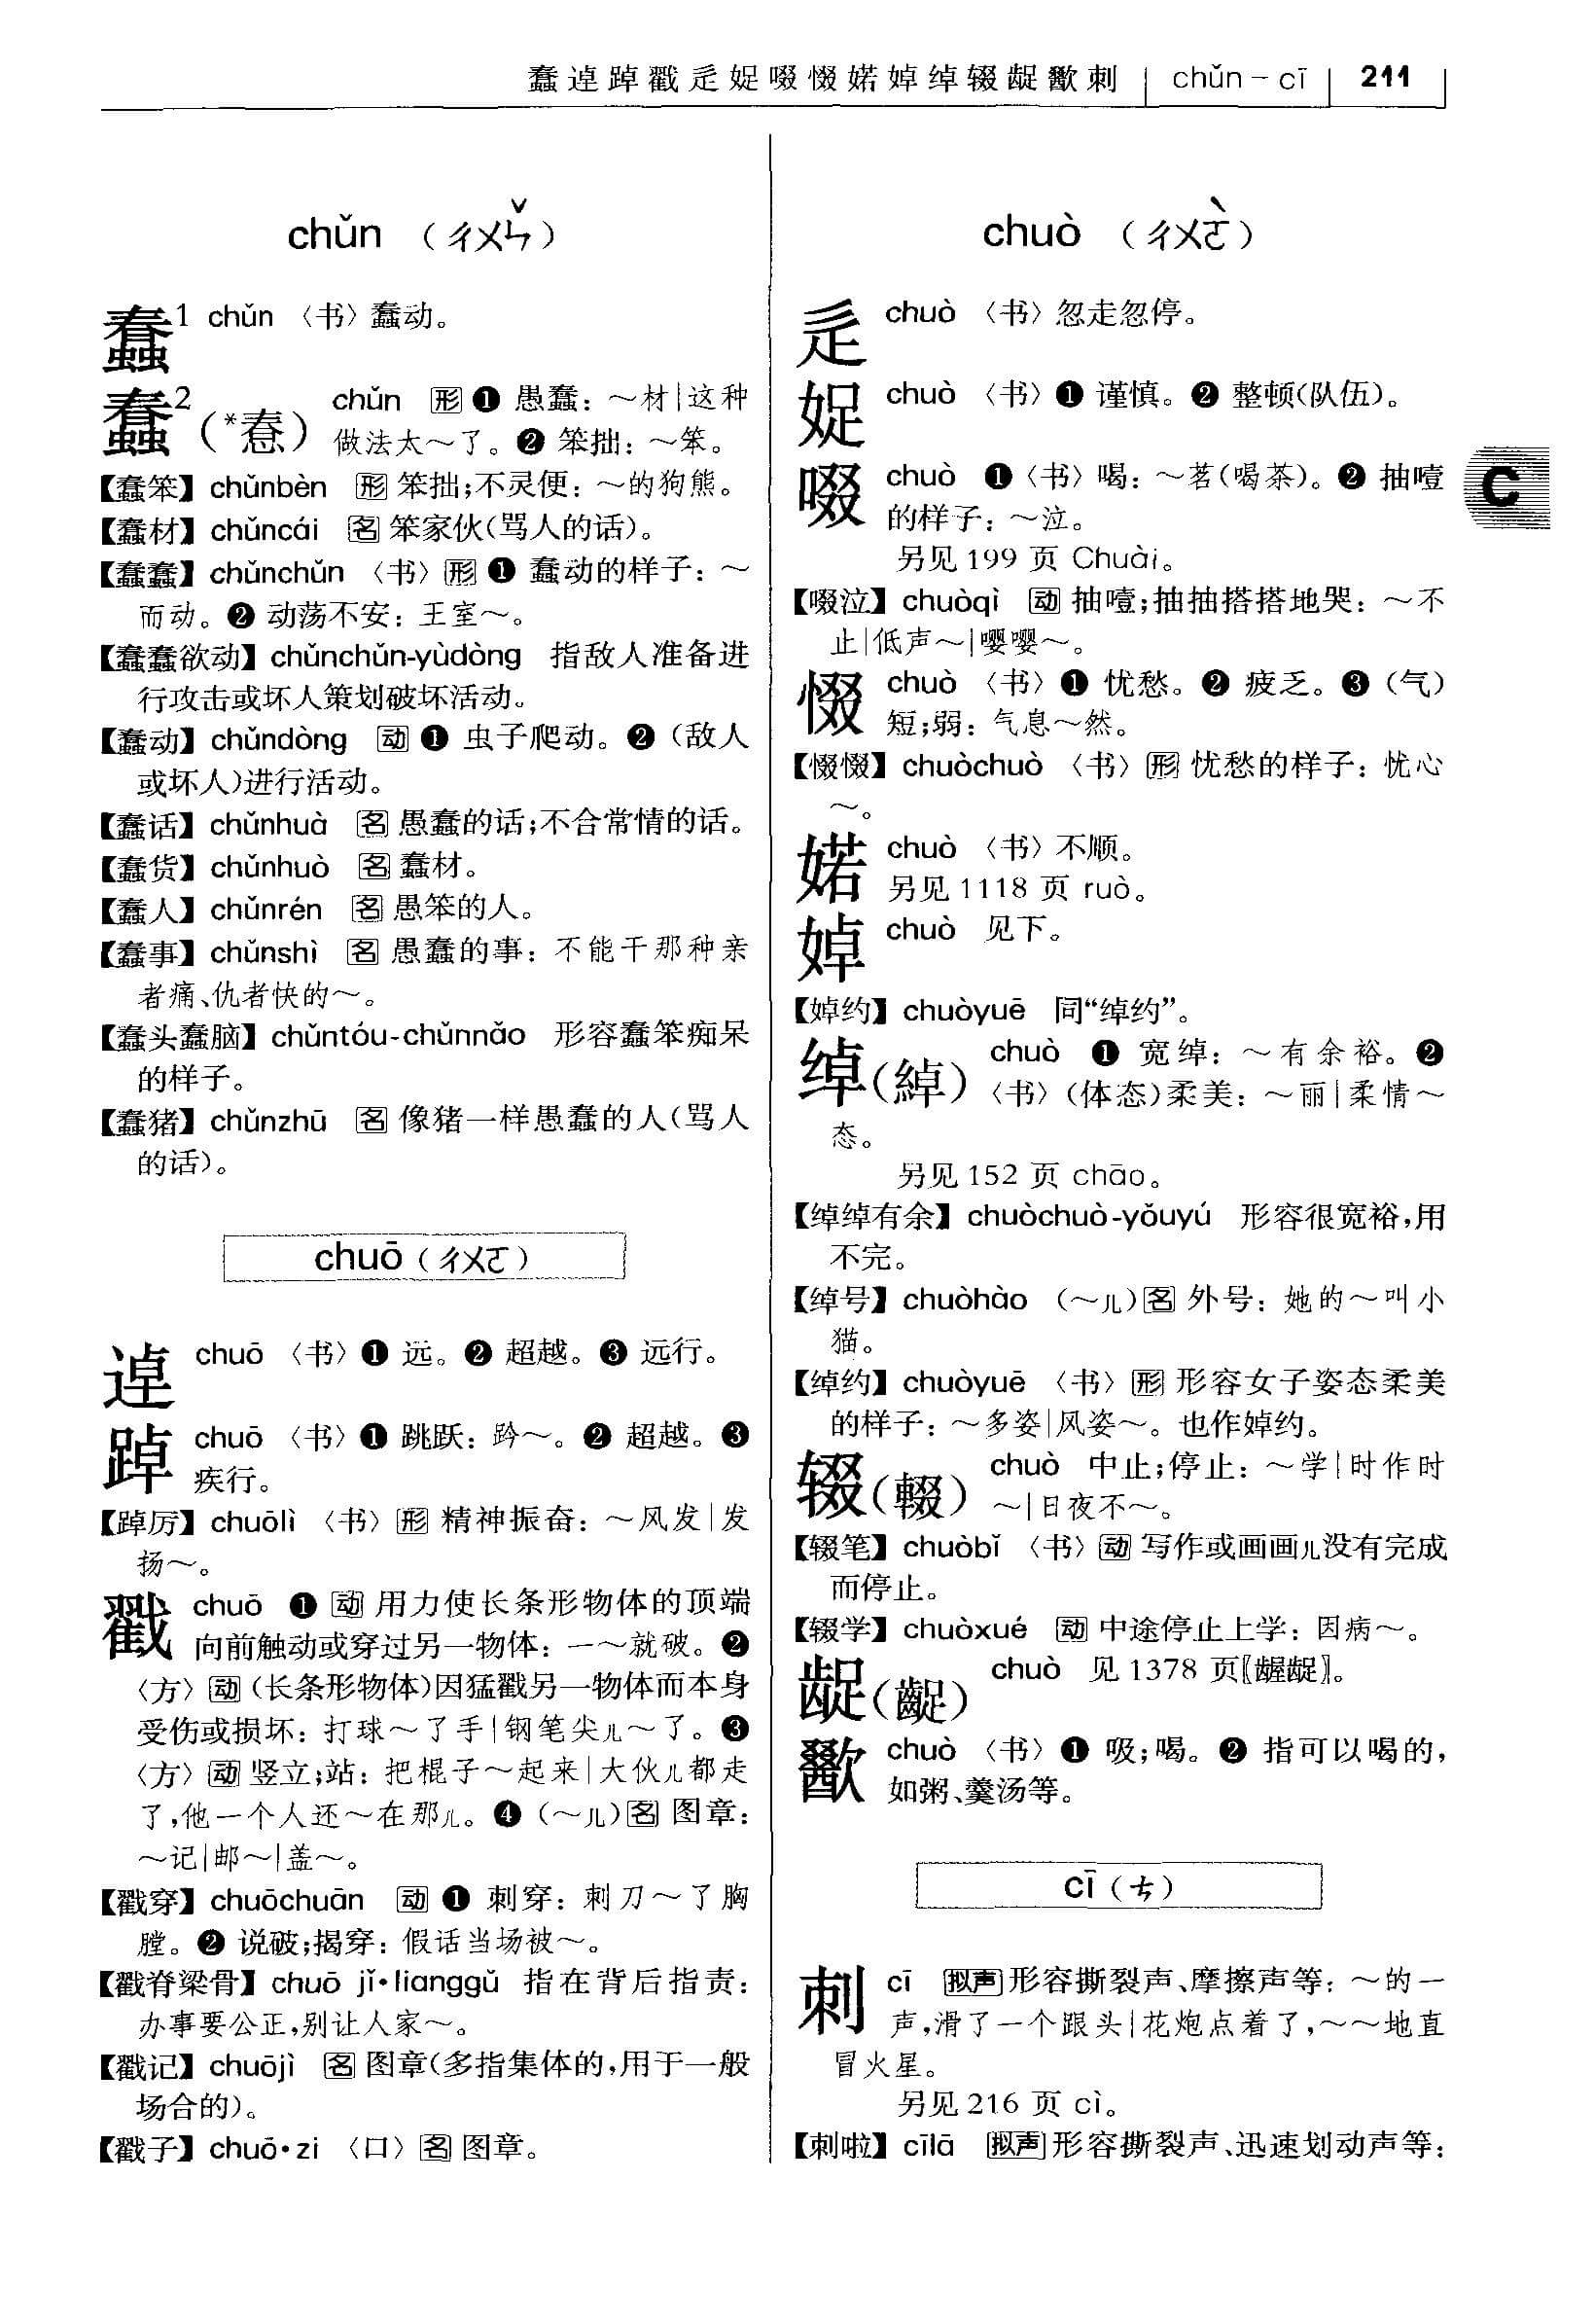 蠢逴踔戳辵娖啜惙婼婥绰辍龊歠刺 chǔn－cī 211
chǔn （ㄔㄨㄣˇ）
蠢1 chǔn 〈书〉蠢动。
蠢2（*惷） chǔn 形 ❶ 愚蠢：～材|这种
做法太～了。❷ 笨拙：～笨。
【蠢笨】chǔnbèn 形 笨拙;不灵便：～的狗熊。
【蠢材】chǔncái 名 笨家伙(骂人的话)。
【蠢蠢】chǔnchǔn 〈书〉形 ❶ 蠢动的样子：～
而动。❷ 动荡不安：王室～。
【蠢蠢欲动】chǔnchǔn-yùdòng 指敌人准备进
行攻击或坏人策划破坏活动。
【蠢动】chǔndòng 动 ❶ 虫子爬动。❷（敌人
或坏人)进行活动。
【蠢话】chǔnhuà 名 愚蠢的话;不合常情的话。
【蠢货】chǔnhuò 名 蠢材。
【蠢人】chǔnrén 名 愚笨的人。
【蠢事】chǔnshì 名 愚蠢的事：不能干那种亲
者痛、仇者快的～。
【蠢头蠢脑】chǔntóu-chǔnnǎo 形容蠢笨痴呆
的样子。
【蠢猪】chǔnzhū 名 像猪一样愚蠢的人(骂人
的话)。
chuō（ㄔㄨㄛ）
逴 chuō 〈书〉❶ 远。❷ 超越。❸ 远行。
踔 chuō 〈书〉❶ 跳跃：趻～。❷ 超越。❸
疾行。
【踔厉】chuōlì 〈书〉形 精神振奋：～风发|发
扬～。
戳 chuō ❶ 动 用力使长条形物体的顶端
向前触动或穿过另一物体：一～就破。❷
〈方〉动（长条形物体)因猛戳另一物体而本身
受伤或损坏：打球～了手|钢笔尖儿～了。❸
〈方〉动 竖立;站：把棍子～起来|大伙儿都走
了,他一个人还～在那儿。❹（～儿）名 图章：
～记|邮～|盖～。
【戳穿】chuōchuān 动 ❶ 刺穿：刺刀～了胸
膛。❷ 说破;揭穿：假话当场被～。
【戳脊梁骨】chuō jǐ·lianggǔ 指在背后指责：
办事要公正,别让人家～。
【戳记】chuōjì 名 图章(多指集体的,用于一般
场合的)。
【戳子】chuō·zi 〈口〉名 图章。
chuò （ㄔㄨㄛˋ）
辵 chuò 〈书〉忽走忽停。
娖 chuò 〈书〉❶ 谨慎。❷ 整顿(队伍)。
啜 chuò ❶〈书〉喝：～茗(喝茶)。❷ 抽噎
的样子：～泣。
另见 199 页 Chuài。
【啜泣】chuòqì 动 抽噎;抽抽搭搭地哭：～不
止|低声～|嘤嘤～。
惙 chuò 〈书〉❶ 忧愁。❷ 疲乏。❸（气）
短;弱：气息～然。
【惙惙】chuòchuò 〈书〉形 忧愁的样子：忧心
～。
婼 chuò 〈书〉不顺。
另见 1118 页 ruò。
婥 chuò 见下。
【婥约】chuòyuē 同“绰约”。
绰（綽） chuò ❶ 宽绰：～有余裕。❷
〈书〉（体态)柔美：～丽|柔情～
态。
另见 152 页 chāo。
【绰绰有余】chuòchuò-yǒuyú 形容很宽裕,用
不完。
【绰号】chuòhào （～儿）名 外号：她的～叫小
猫。
【绰约】chuòyuē 〈书〉形 形容女子姿态柔美
的样子：～多姿|风姿～。也作婥约。
辍（輟） chuò 中止;停止：～学|时作时
～|日夜不～。
【辍笔】chuòbǐ 〈书〉动 写作或画画儿没有完成
而停止。
【辍学】chuòxué 动 中途停止上学：因病～。
龊（齪） chuò 见 1378 页〖龌龊〗。
歠 chuò 〈书〉❶ 吸;喝。❷ 指可以喝的,
如粥、羹汤等。
cī（ㄘ）
刺 cī 拟声 形容撕裂声、摩擦声等：～的一
声,滑了一个跟头|花炮点着了,～～地直
冒火星。
另见 216 页 cì。
【刺啦】cīlā 拟声 形容撕裂声、迅速划动声等：
C